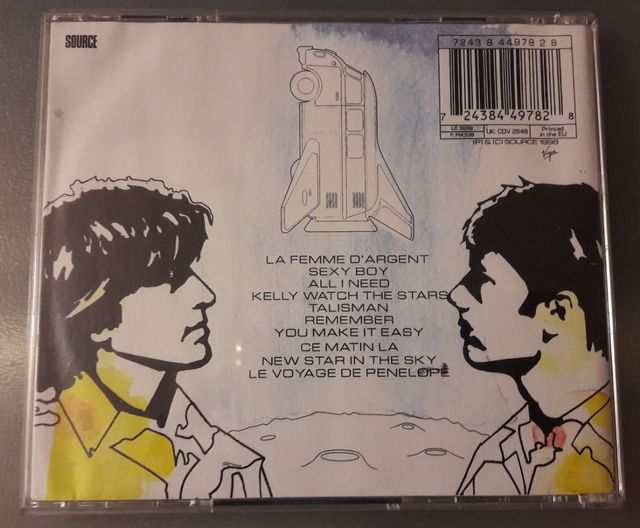 SOURCE
7243 8 44978 2 8
7 24384 49782 8
LC 3098
F: PM 528
UK: CDV 2848
Printed in the EU
(P) & (C) SOURCE 1998
Virgin
LA FEMME D'ARGENT
SEXY BOY
ALL I NEED
KELLY WATCH THE STARS
TALISMAN
REMEMBER
YOU MAKE IT EASY
CE MATIN LA
NEW STAR IN THE SKY
LE VOYAGE DE PENELOPE